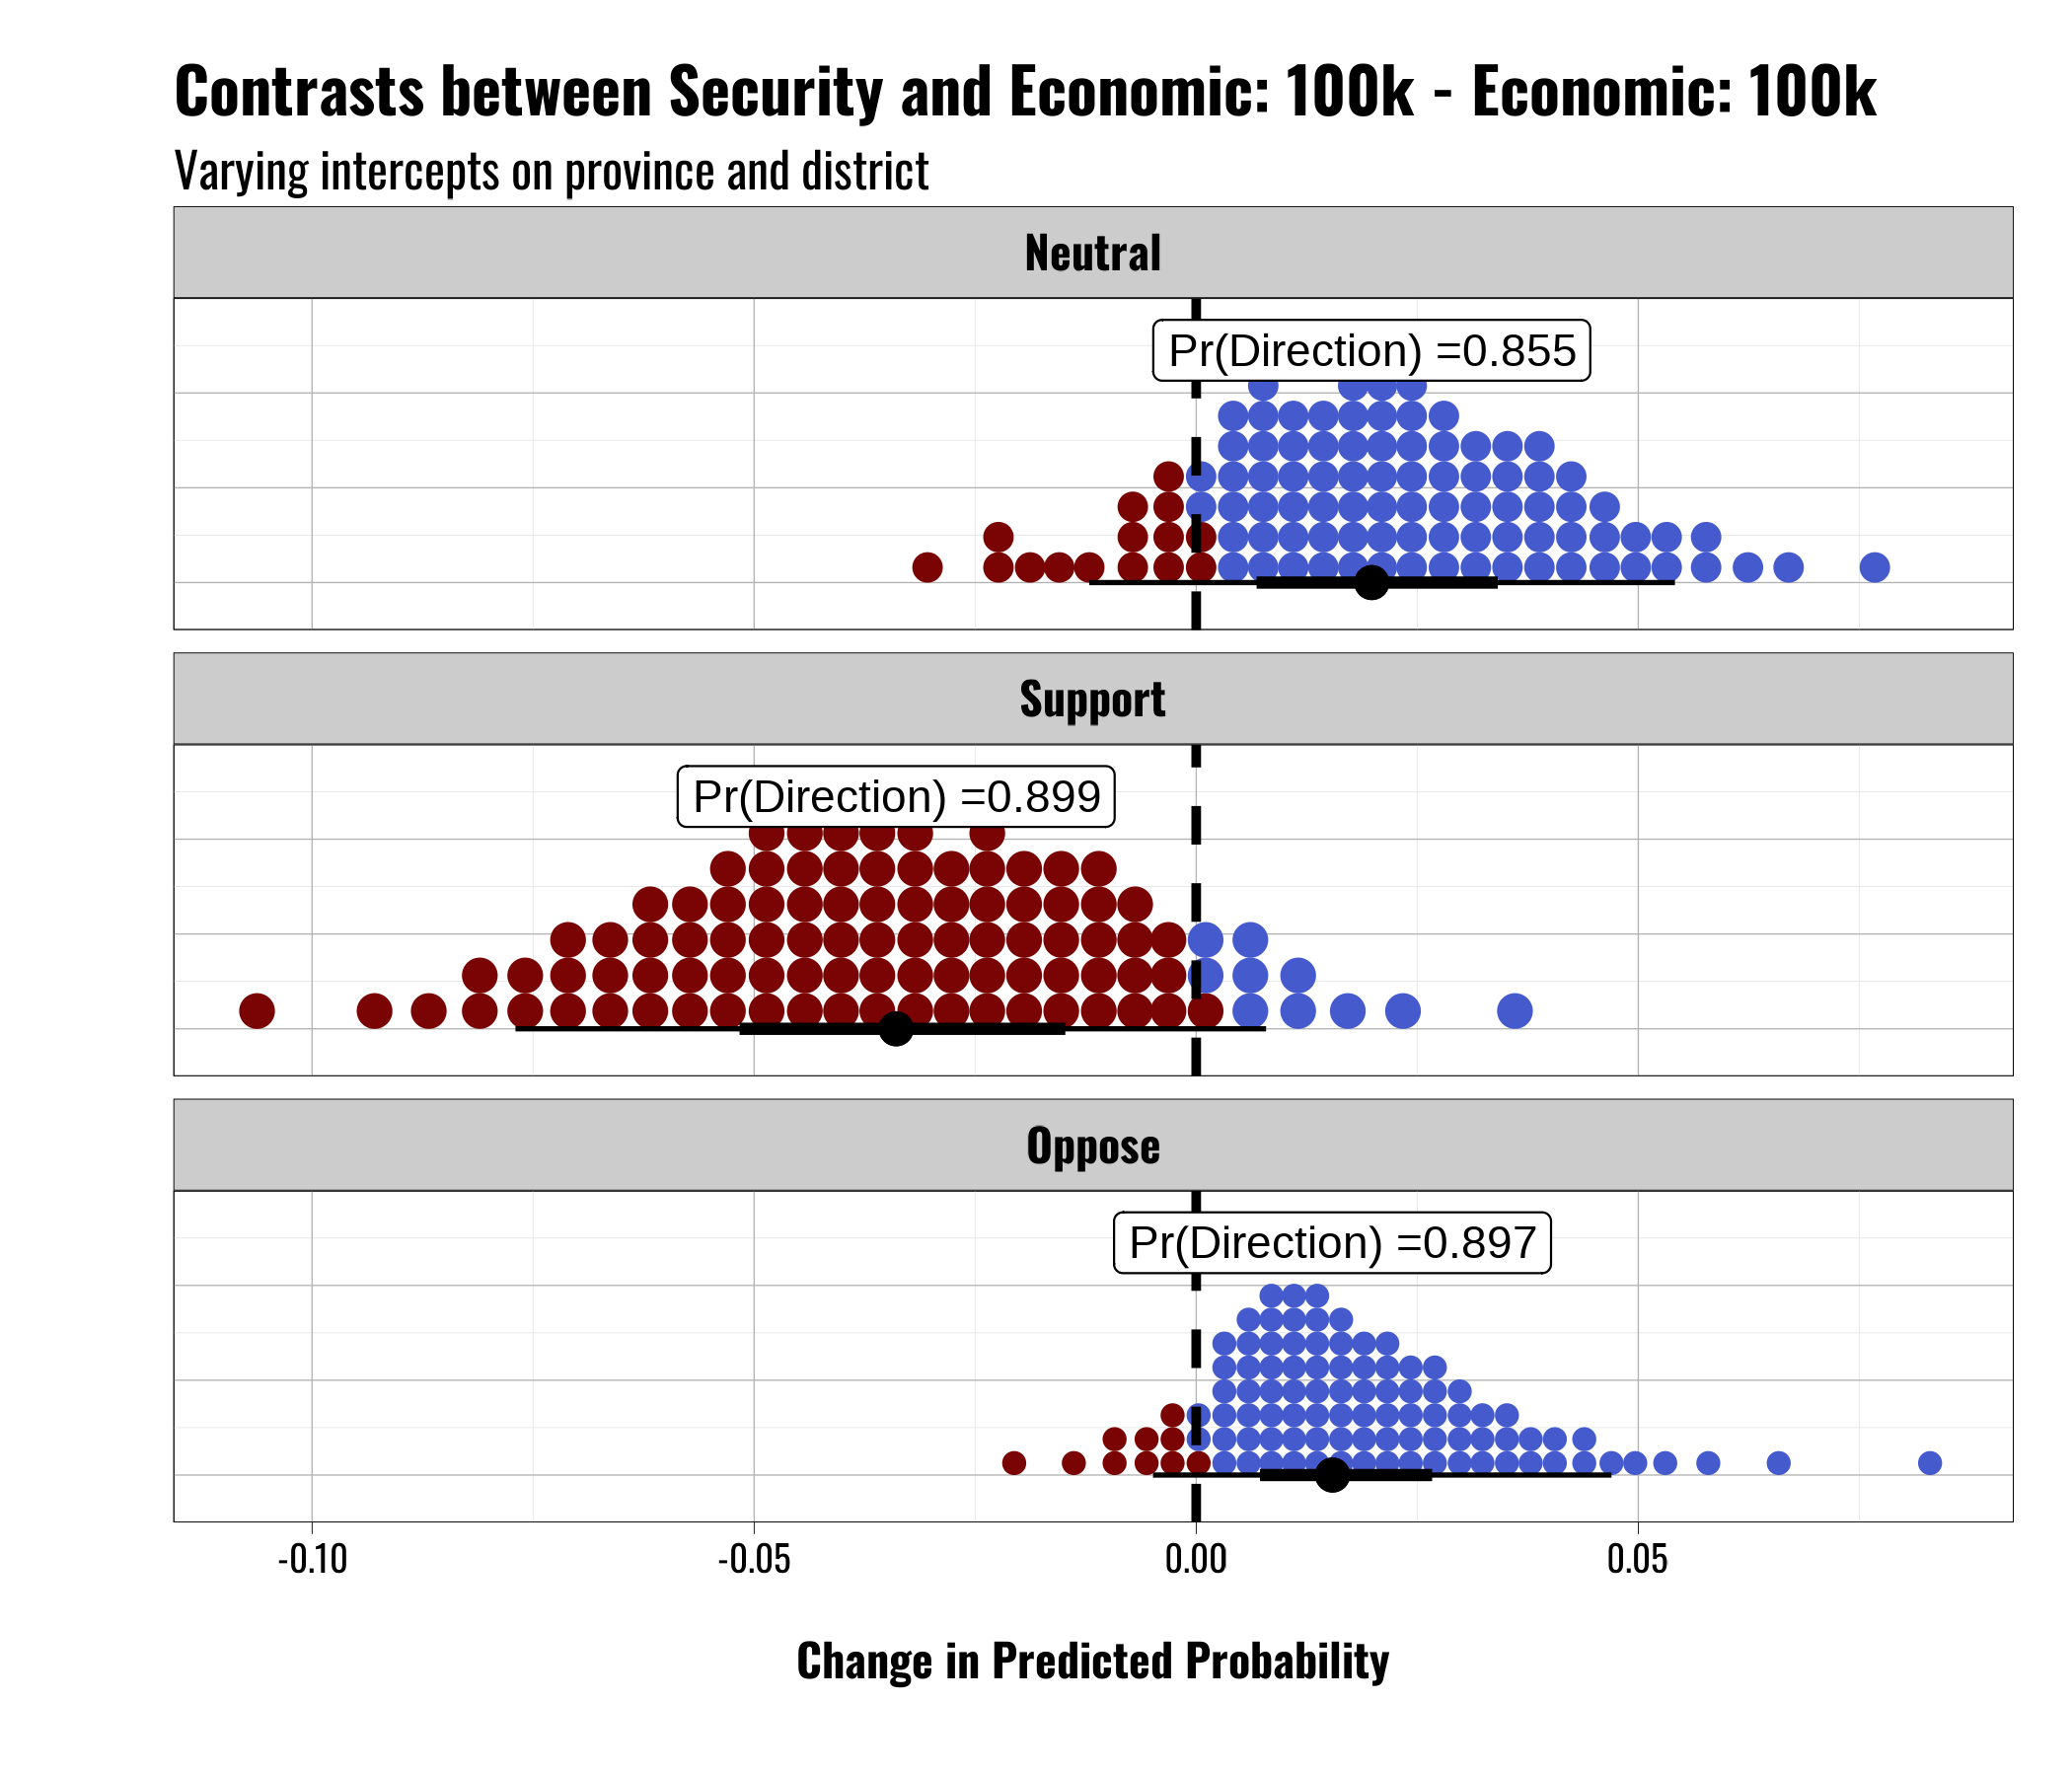 Contrasts between Security and Economic: 100k - Economic: 100k
Varying intercepts on province and district
Neutral
Pr(Direction) =0.855
Support
Pr(Direction) =0.899
Oppose
Pr(Direction) =0.897
-0.10 -0.05 0.00 0.05
Change in Predicted Probability